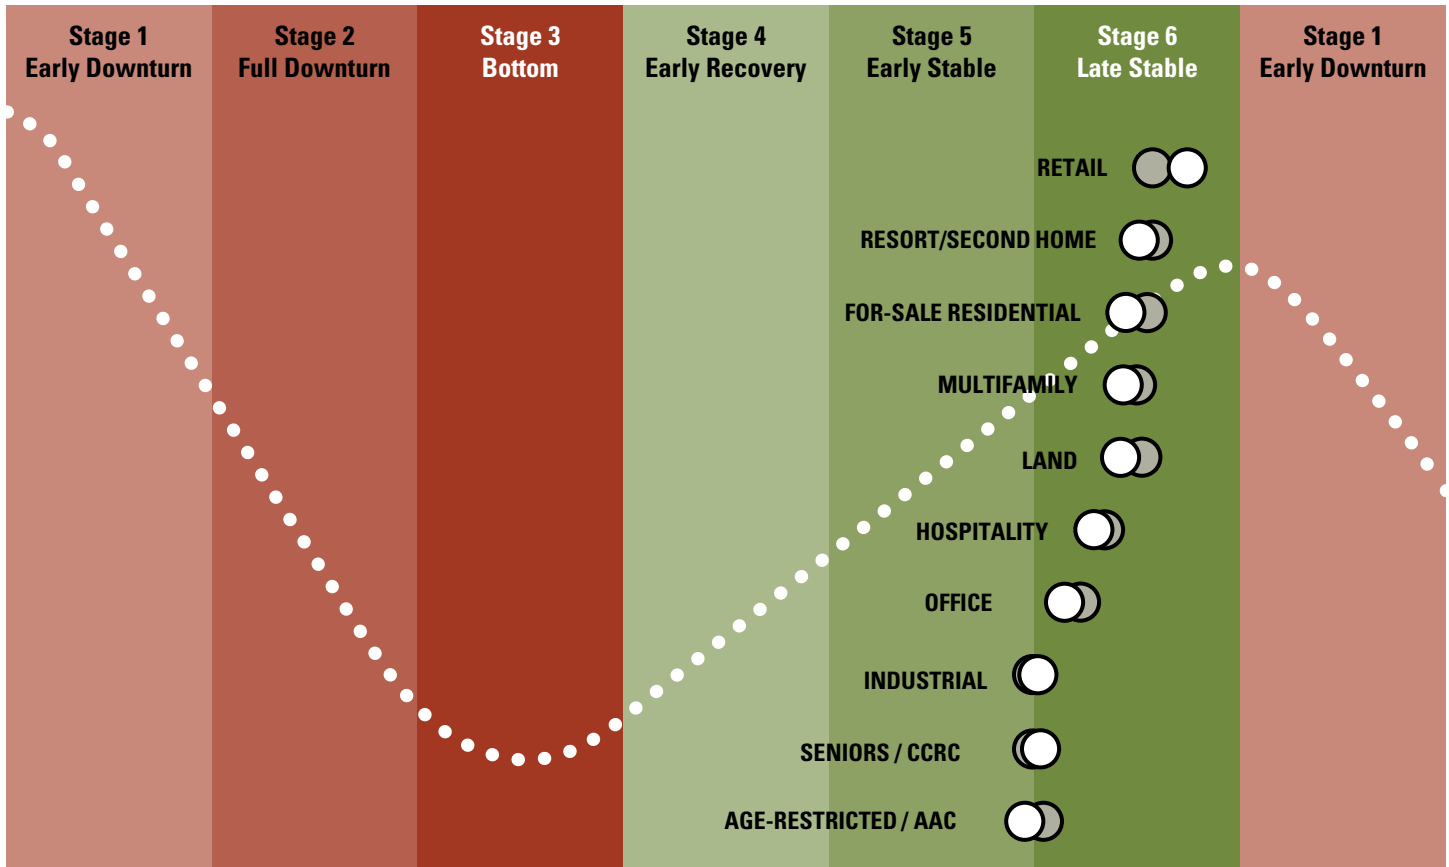 Stage 1
Early Downturn
Stage 2
Full Downturn
Stage 3
Bottom
Stage 4
Early Recovery
Stage 5
Early Stable
Stage 6
Late Stable
Stage 1
Early Downturn
RETAIL
RESORT/SECOND HOME
FOR-SALE RESIDENTIAL
MULTIFAMILY
LAND
HOSPITALITY
OFFICE
INDUSTRIAL
SENIORS / CCRC
AGE-RESTRICTED / AAC